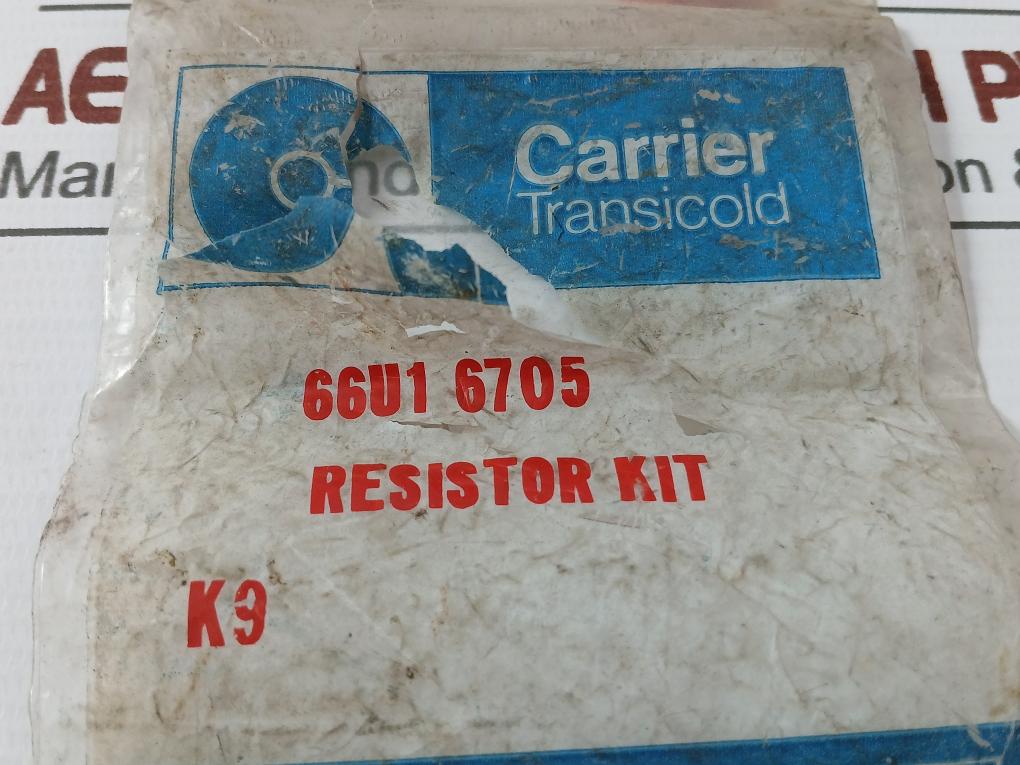 Carrier
Transicold
66U1 6705
RESISTOR KIT
K9